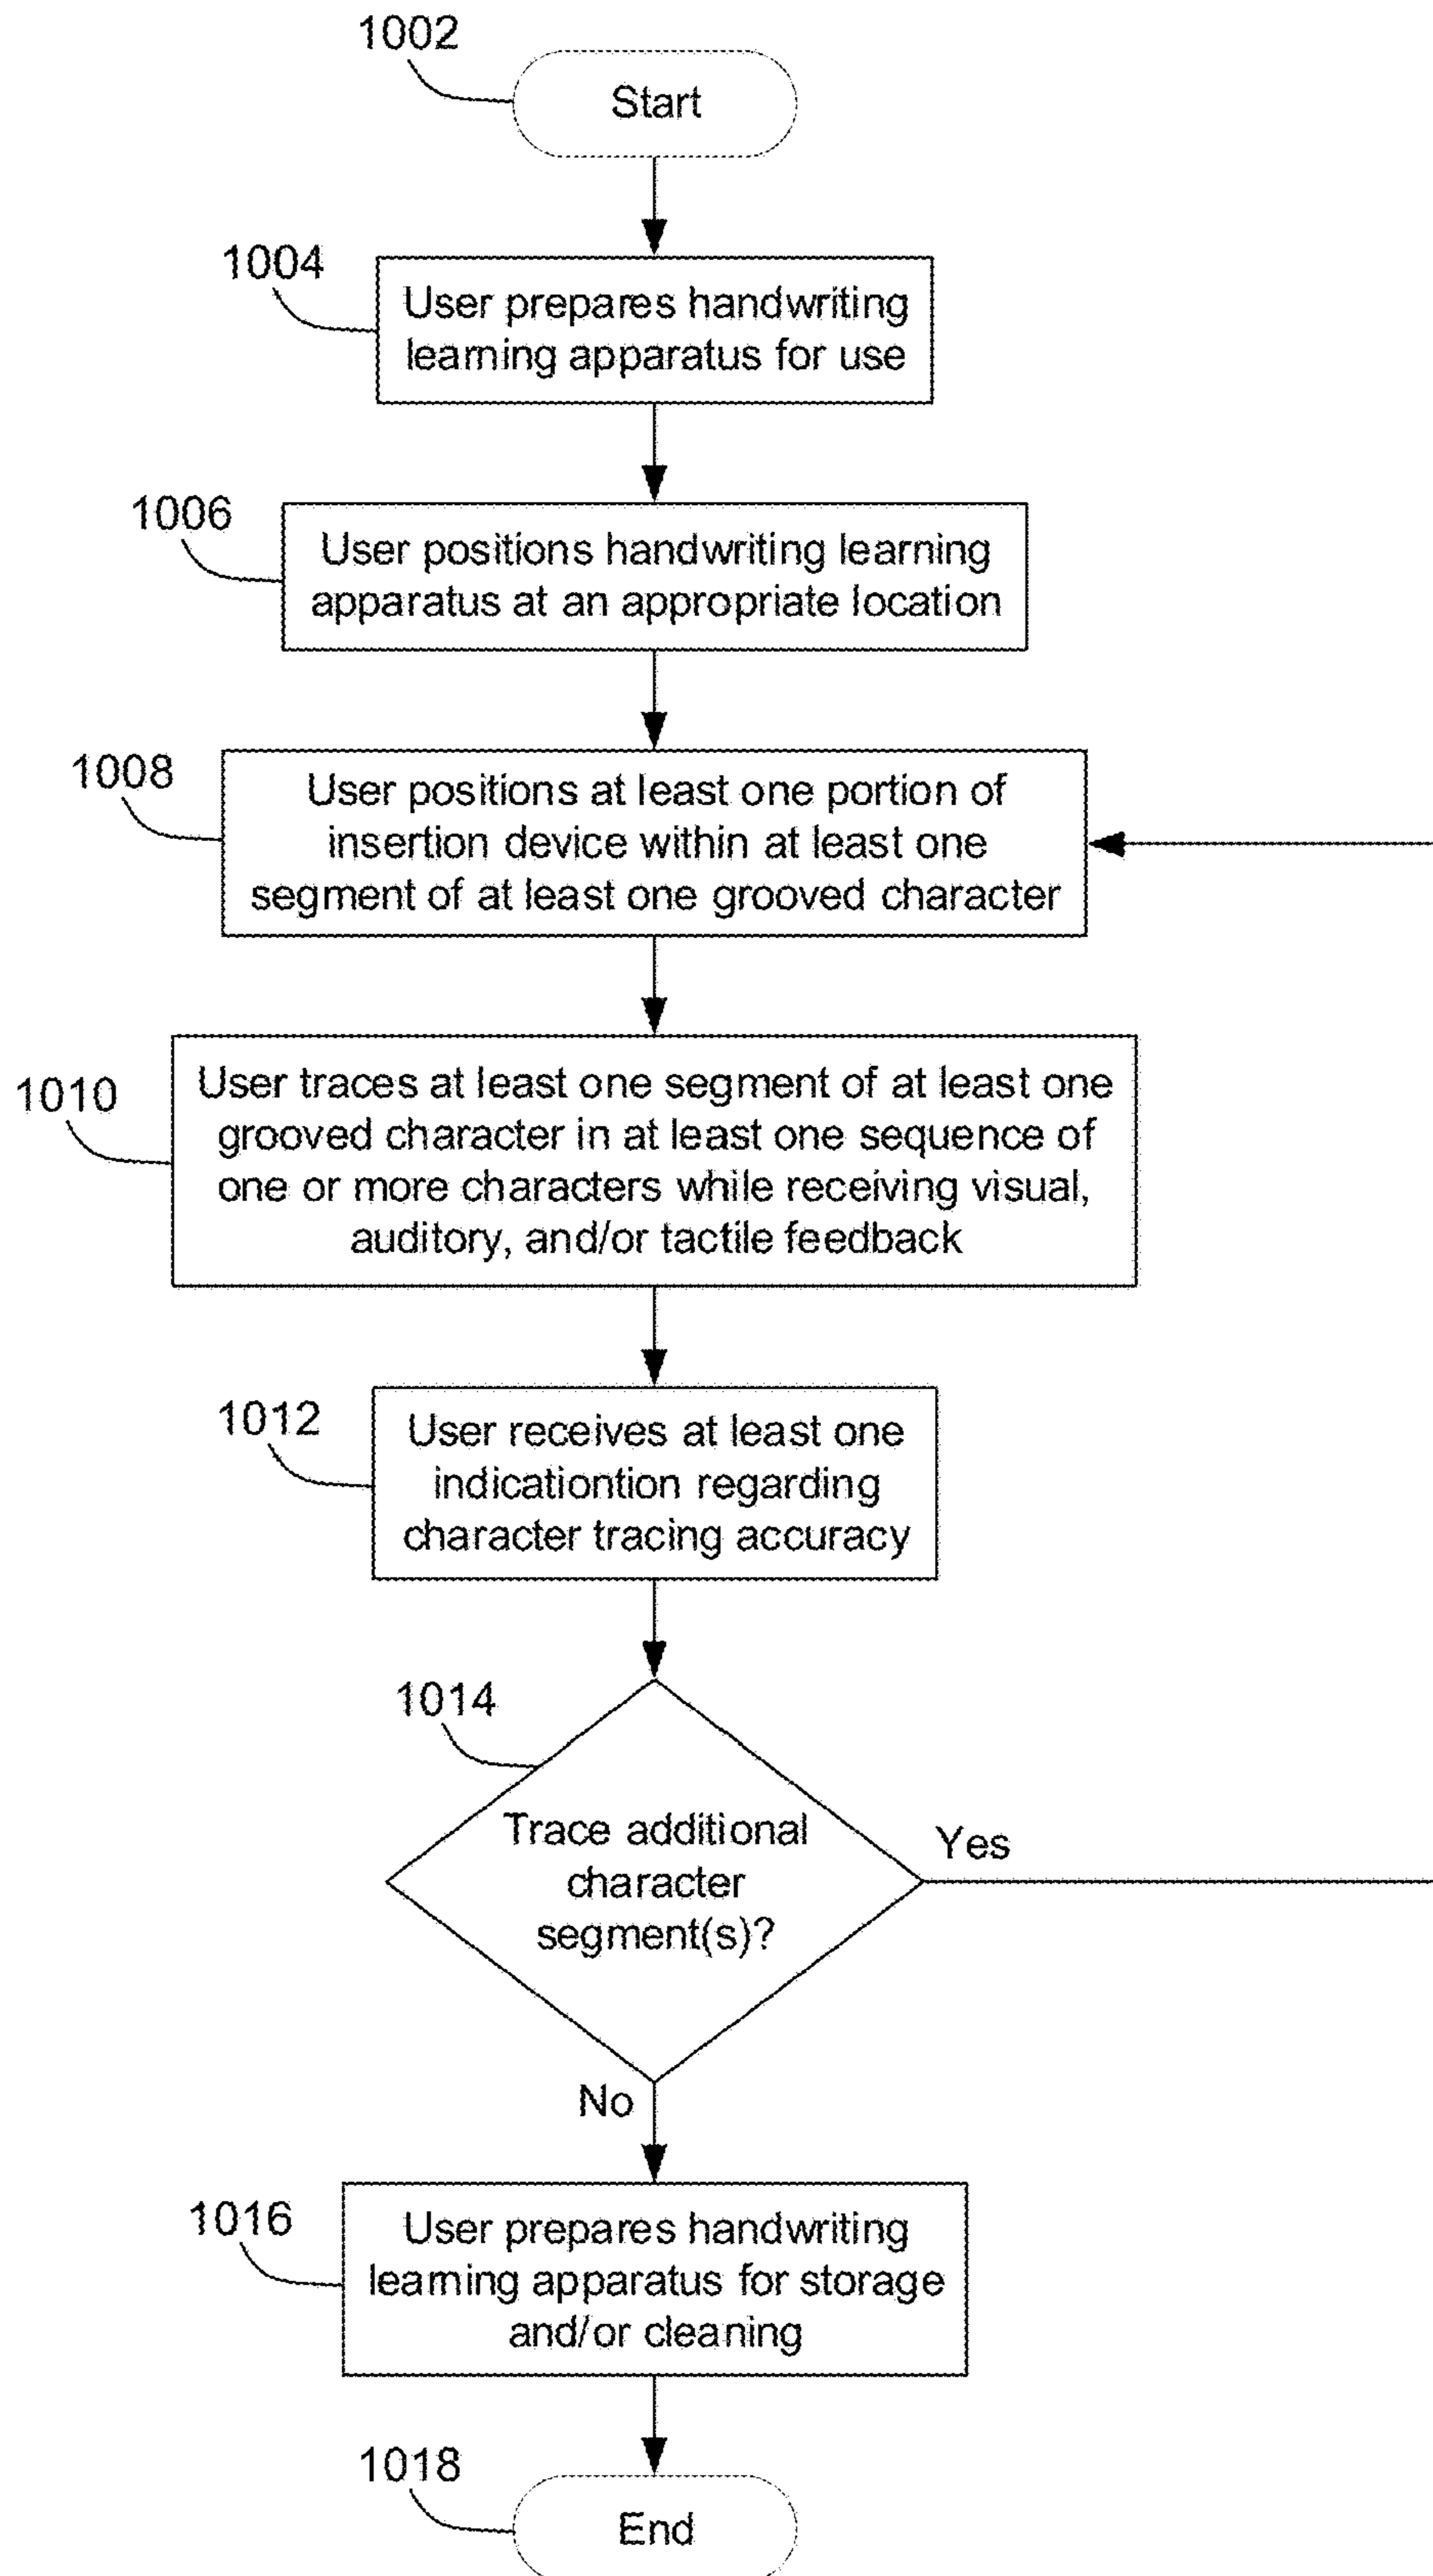 1002
Start
1004
User prepares handwriting
learning apparatus for use
1006
User positions handwriting learning
apparatus at an appropriate location
1008
User positions at least one portion of
insertion device within at least one
segment of at least one grooved character
1010
User traces at least one segment of at least one
grooved character in at least one sequence of
one or more characters while receiving visual,
auditory, and/or tactile feedback
1012
User receives at least one
indicationtion regarding
character tracing accuracy
1014
Trace additional
character
segment(s)?
Yes
No
1016
User prepares handwriting
learning apparatus for storage
and/or cleaning
1018
End